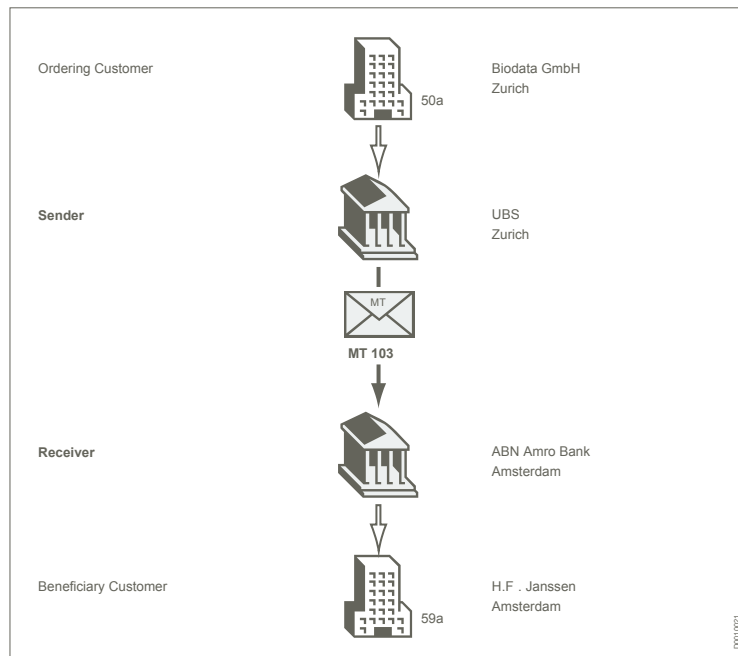 Ordering Customer
50a
Biodata GmbH
Zurich
Sender
UBS
Zurich
MT
MT 103
Receiver
ABN Amro Bank
Amsterdam
Beneficiary Customer
59a
H.F . Janssen
Amsterdam
D0010021